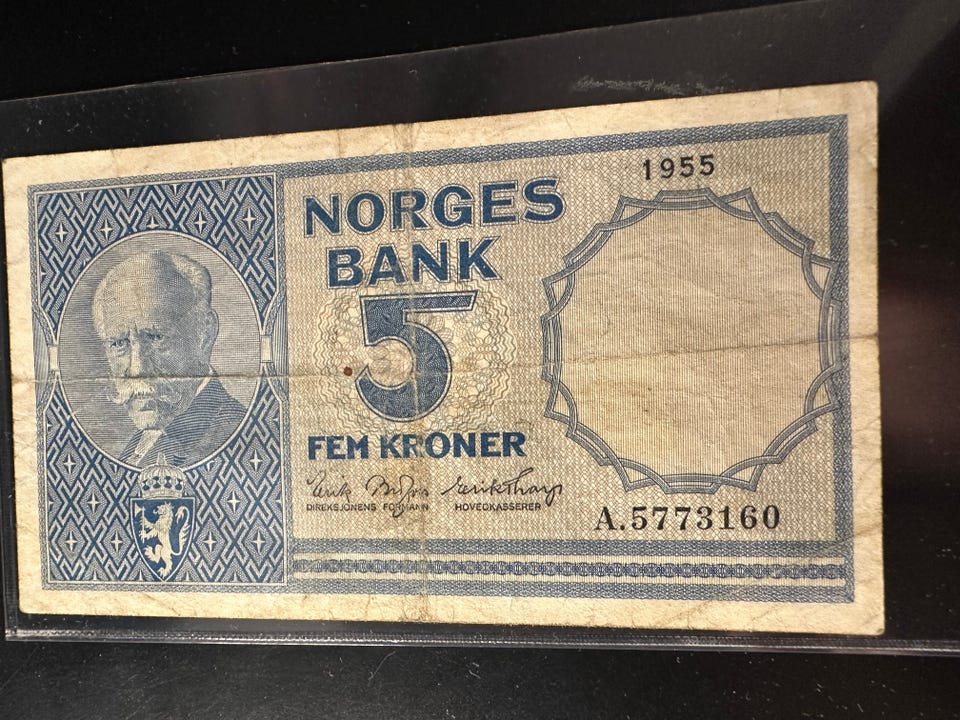 1955
NORGES
BANK
5
FEM KRONER
DIREKSJONENS FORMANN HOVEDKASSERER
A.5773160